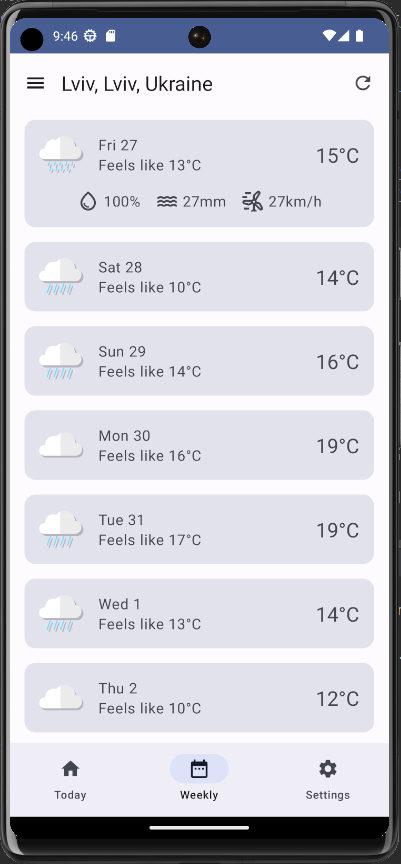 9:46
Lviv, Lviv, Ukraine
Fri 27
Feels like 13°C
15°C
100% 27mm 27km/h
Sat 28
Feels like 10°C
14°C
Sun 29
Feels like 14°C
16°C
Mon 30
Feels like 16°C
19°C
Tue 31
Feels like 17°C
19°C
Wed 1
Feels like 13°C
14°C
Thu 2
Feels like 10°C
12°C
Today Weekly Settings